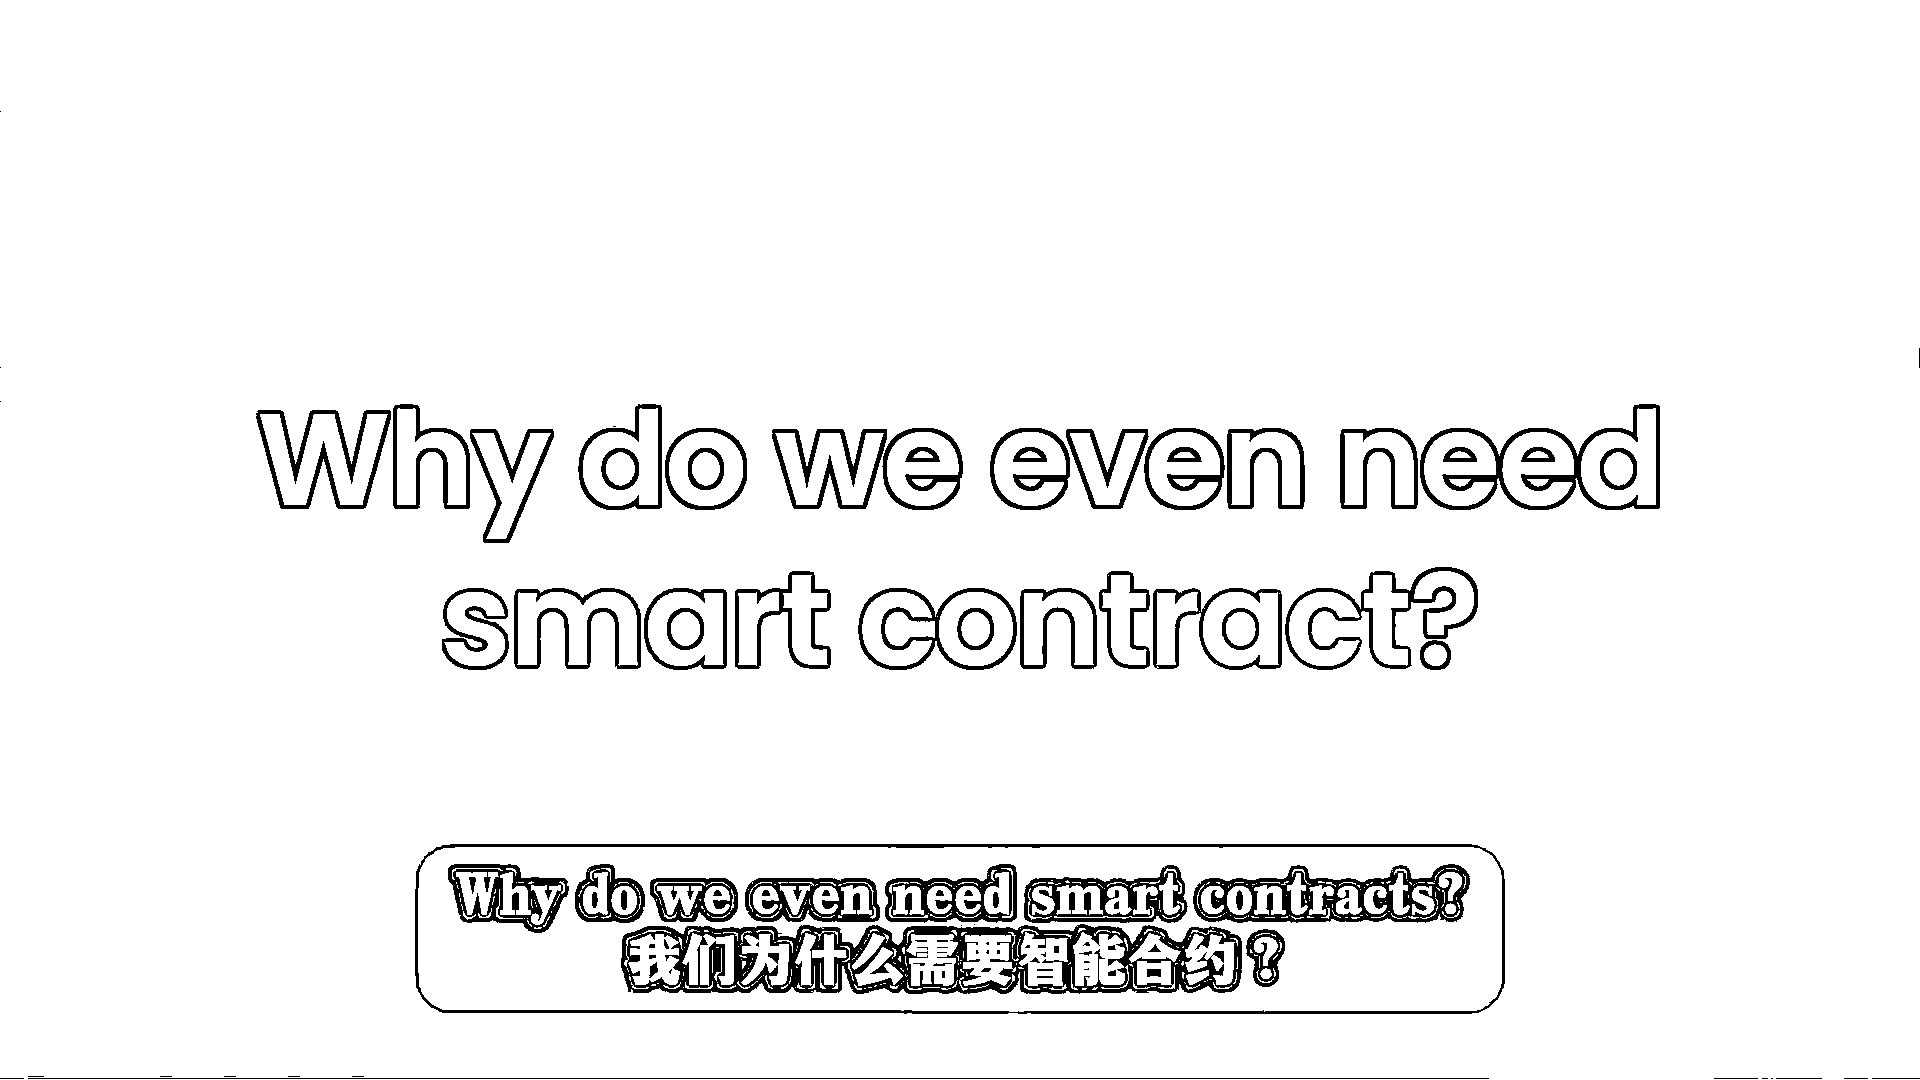 Why do we even need
smart contract?
Why do we even need smart contracts?
我们为什么需要智能合约？